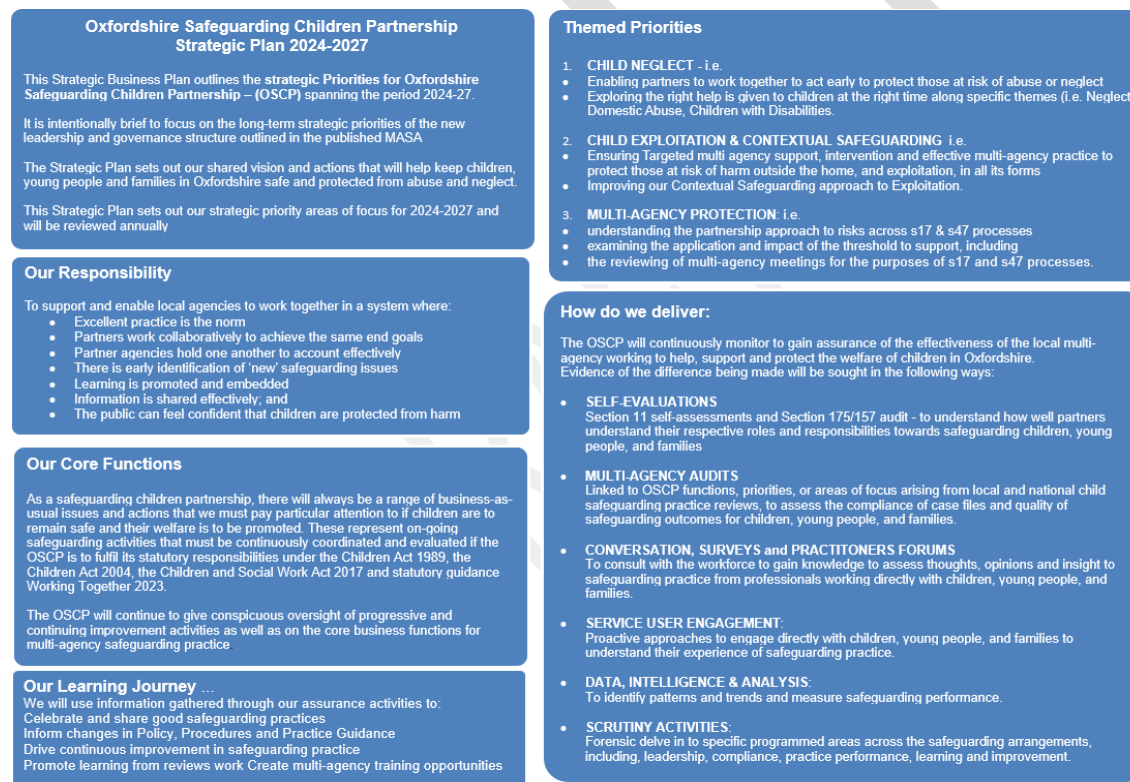 Oxfordshire Safeguarding Children Partnership
Strategic Plan 2024-2027
This Strategic Business Plan outlines the strategic Priorities for Oxfordshire
Safeguarding Children Partnership – (OSCP) spanning the period 2024-27.
It is intentionally brief to focus on the long-term strategic priorities of the new
leadership and governance structure outlined in the published MASA
The Strategic Plan sets out our shared vision and actions that will help keep children,
young people and families in Oxfordshire safe and protected from abuse and neglect.
This Strategic Plan sets out our strategic priority areas of focus for 2024-2027 and
will be reviewed annually
Our Responsibility
To support and enable local agencies to work together in a system where:
• Excellent practice is the norm
• Partners work collaboratively to achieve the same end goals
• Partner agencies hold one another to account effectively
• There is early identification of 'new' safeguarding issues
• Learning is promoted and embedded
• Information is shared effectively; and
• The public can feel confident that children are protected from harm
Our Core Functions
As a safeguarding children partnership, there will always be a range of business-as-
usual issues and actions that we must pay particular attention to if children are to
remain safe and their welfare is to be promoted. These represent on-going
safeguarding activities that must be continuously coordinated and evaluated if the
OSCP is to fulfil its statutory responsibilities under the Children Act 1989, the
Children Act 2004, the Children and Social Work Act 2017 and statutory guidance
Working Together 2023.
The OSCP will continue to give conspicuous oversight of progressive and
continuing improvement activities as well as on the core business functions for
multi-agency safeguarding practice.
Our Learning Journey ...
We will use information gathered through our assurance activities to:
Celebrate and share good safeguarding practices
Inform changes in Policy, Procedures and Practice Guidance
Drive continuous improvement in safeguarding practice
Promote learning from reviews work Create multi-agency training opportunities
Themed Priorities
1. CHILD NEGLECT - i.e.
• Enabling partners to work together to act early to protect those at risk of abuse or neglect
• Exploring the right help is given to children at the right time along specific themes (i.e. Neglect
Domestic Abuse, Children with Disabilities.
2. CHILD EXPLOITATION & CONTEXTUAL SAFEGUARDING i.e.
• Ensuring Targeted multi agency support, intervention and effective multi-agency practice to
protect those at risk of harm outside the home, and exploitation, in all its forms
• Improving our Contextual Safeguarding approach to Exploitation.
3. MULTI-AGENCY PROTECTION: i.e.
• understanding the partnership approach to risks across s17 & s47 processes
• examining the application and impact of the threshold to support, including
• the reviewing of multi-agency meetings for the purposes of s17 and s47 processes.
How do we deliver:
The OSCP will continuously monitor to gain assurance of the effectiveness of the local multi-
agency working to help, support and protect the welfare of children in Oxfordshire.
Evidence of the difference being made will be sought in the following ways:
• SELF-EVALUATIONS
Section 11 self-assessments and Section 175/157 audit - to understand how well partners
understand their respective roles and responsibilities towards safeguarding children, young
people, and families
• MULTI-AGENCY AUDITS
Linked to OSCP functions, priorities, or areas of focus arising from local and national child
safeguarding practice reviews, to assess the compliance of case files and quality of
safeguarding outcomes for children, young people, and families.
• CONVERSATION, SURVEYS and PRACTITIONERS FORUMS
To consult with the workforce to gain knowledge to assess thoughts, opinions and insight to
safeguarding practice from professionals working directly with children, young people, and
families.
• SERVICE USER ENGAGEMENT:
Proactive approaches to engage directly with children, young people, and families to
understand their experience of safeguarding practice.
• DATA, INTELLIGENCE & ANALYSIS:
To identify patterns and trends and measure safeguarding performance.
• SCRUTINY ACTIVITIES:
Forensic delve in to specific programmed areas across the safeguarding arrangements,
including, leadership, compliance, practice performance, learning and improvement.